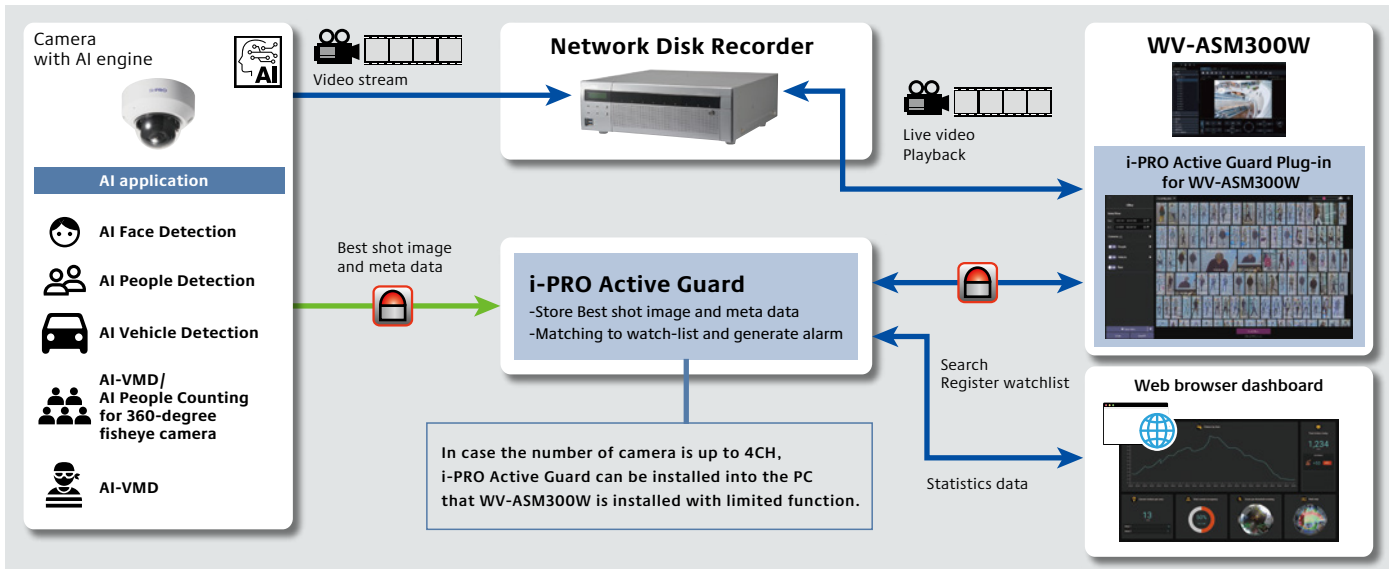 Camera
with AI engine
AI
i-PRO
AI application
AI Face Detection
AI People Detection
AI Vehicle Detection
AI-VMD/
AI People Counting
for 360-degree
fisheye camera
AI-VMD
Video stream
Network Disk Recorder
Live video
Playback
Best shot image
and meta data
i-PRO Active Guard
-Store Best shot image and meta data
-Matching to watch-list and generate alarm
In case the number of camera is up to 4CH,
i-PRO Active Guard can be installed into the PC
that WV-ASM300W is installed with limited function.
Search
Register watchlist
Statistics data
WV-ASM300W
i-PRO Active Guard Plug-in
for WV-ASM300W
Web browser dashboard
1,234
13
50%